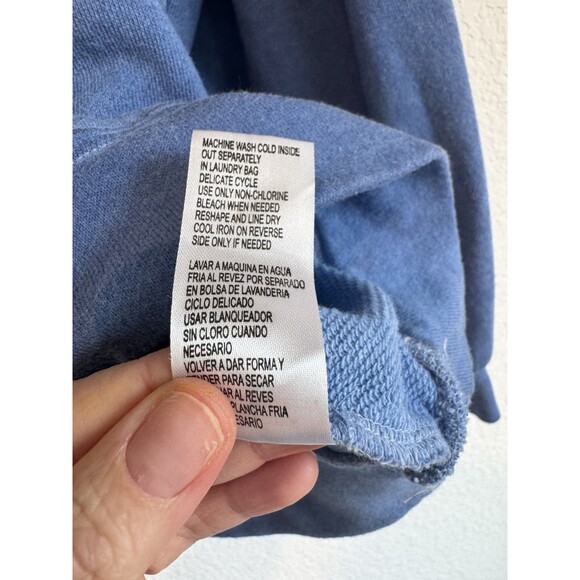 MACHINE WASH COLD INSIDE
OUT SEPARATELY
IN LAUNDRY BAG
DELICATE CYCLE
USE ONLY NON-CHLORINE
BLEACH WHEN NEEDED
RESHAPE AND LINE DRY
COOL IRON ON REVERSE
SIDE ONLY IF NEEDED
LAVAR A MAQUINA EN AGUA
FRIA AL REVEZ POR SEPARADO
EN BOLSA DE LAVANDERIA
CICLO DELICADO
USAR BLANQUEADOR
SIN CLORO CUANDO
NECESARIO
VOLVER A DAR FORMA Y
PARA SECAR
AL REVES
PLANCHA FRIA